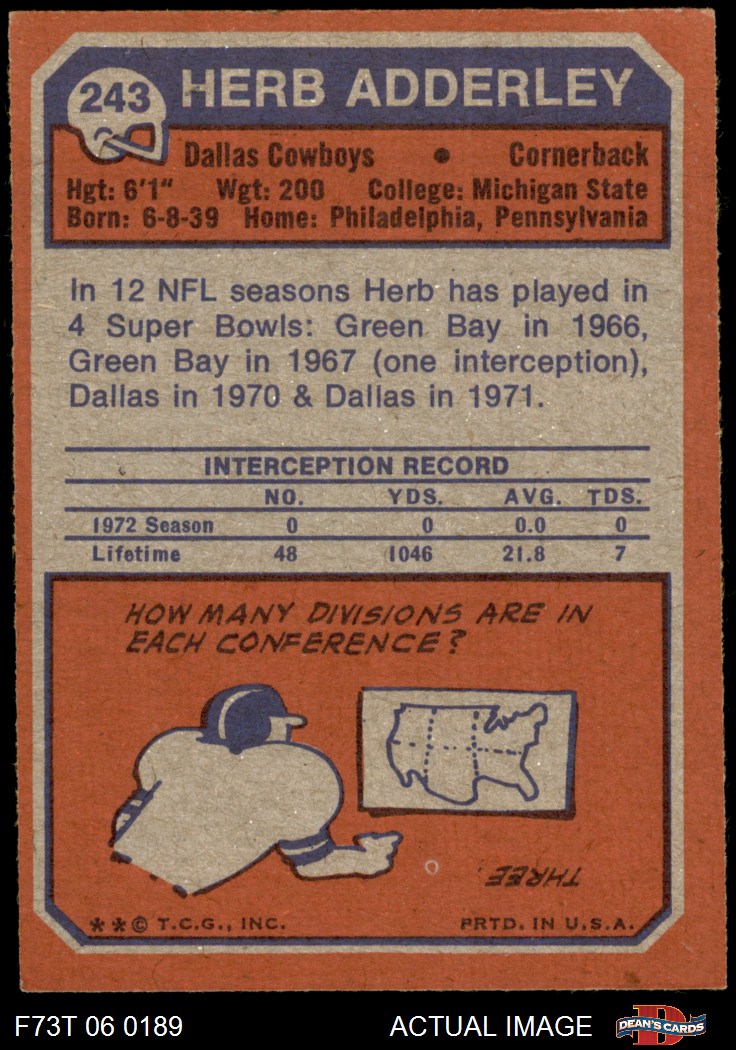 243 HERB ADDERLEY
Dallas Cowboys • Cornerback
Hgt: 6'1" Wgt: 200 College: Michigan State
Born: 6-8-39 Home: Philadelphia, Pennsylvania
In 12 NFL seasons Herb has played in
4 Super Bowls: Green Bay in 1966,
Green Bay in 1967 (one interception),
Dallas in 1970 & Dallas in 1971.
INTERCEPTION RECORD
NO. YDS. AVG. TDS.
1972 Season 0 0 0.0 0
Lifetime 48 1046 21.8 7
HOW MANY DIVISIONS ARE IN
EACH CONFERENCE?
THREE.
**© T.C.G., INC. PRTD. IN U.S.A.
F73T 06 0189 ACTUAL IMAGE D DEAN'S CARDS